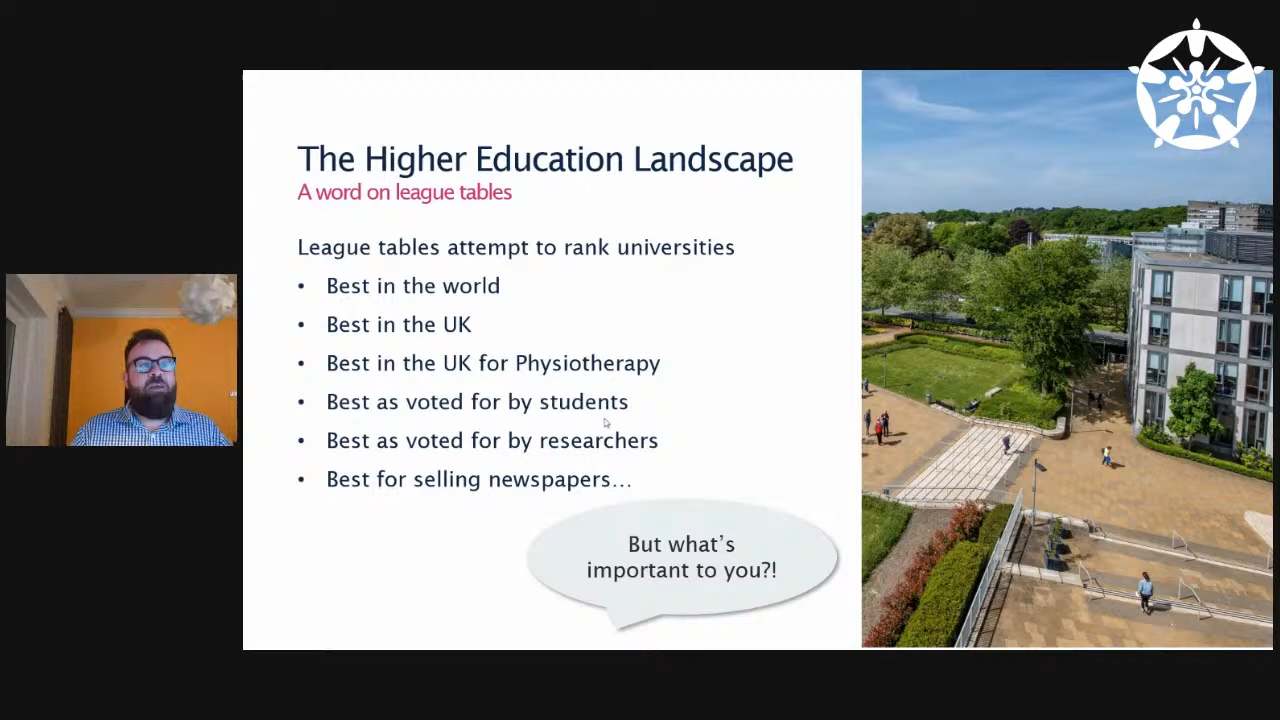 The Higher Education Landscape
A word on league tables
League tables attempt to rank universities
• Best in the world
• Best in the UK
• Best in the UK for Physiotherapy
• Best as voted for by students
• Best as voted for by researchers
• Best for selling newspapers…
But what's
important to you?!